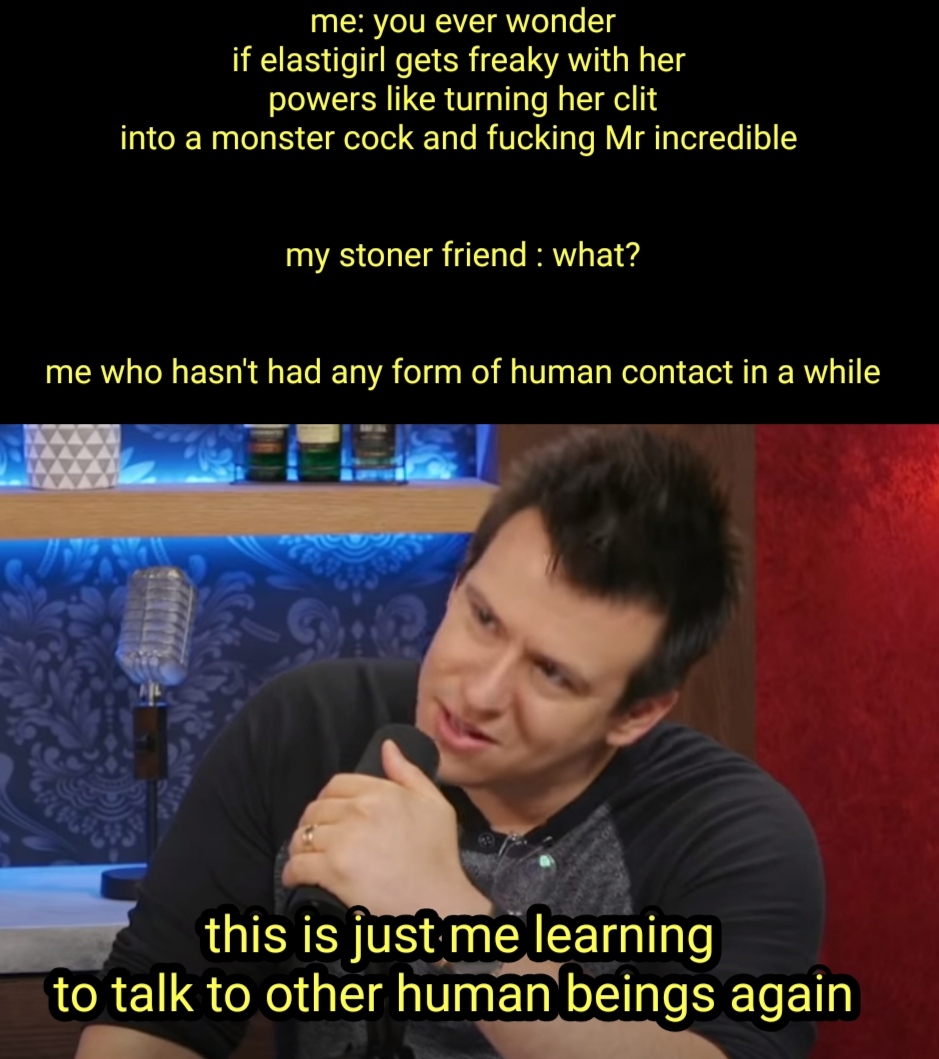 me: you ever wonder
if elastigirl gets freaky with her
powers like turning her clit
into a monster cock and fucking Mr incredible
my stoner friend : what?
me who hasn't had any form of human contact in a while
this is just me learning
to talk to other human beings again